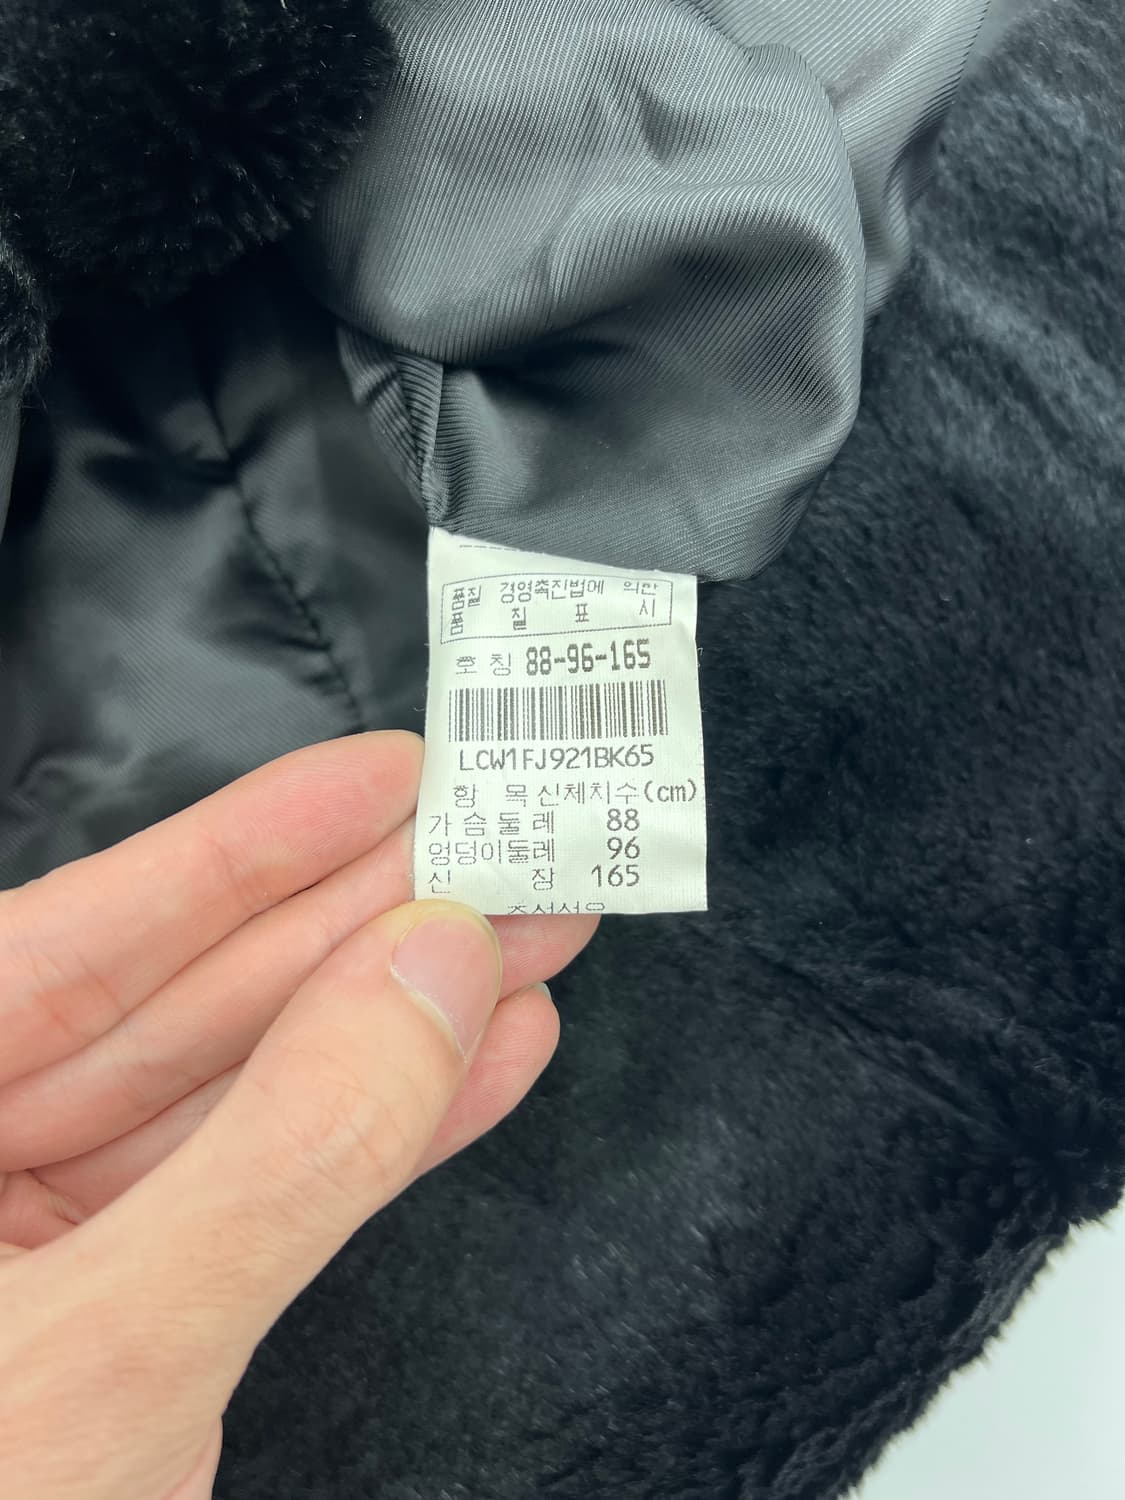 품질 경영촉진법에 의한
품 질 표 시
호 칭 88-96-165
LCW1FJ921BK65
항 목 신체치수(cm)
가 슴 둘 레 88
엉덩이둘레 96
신 장 165